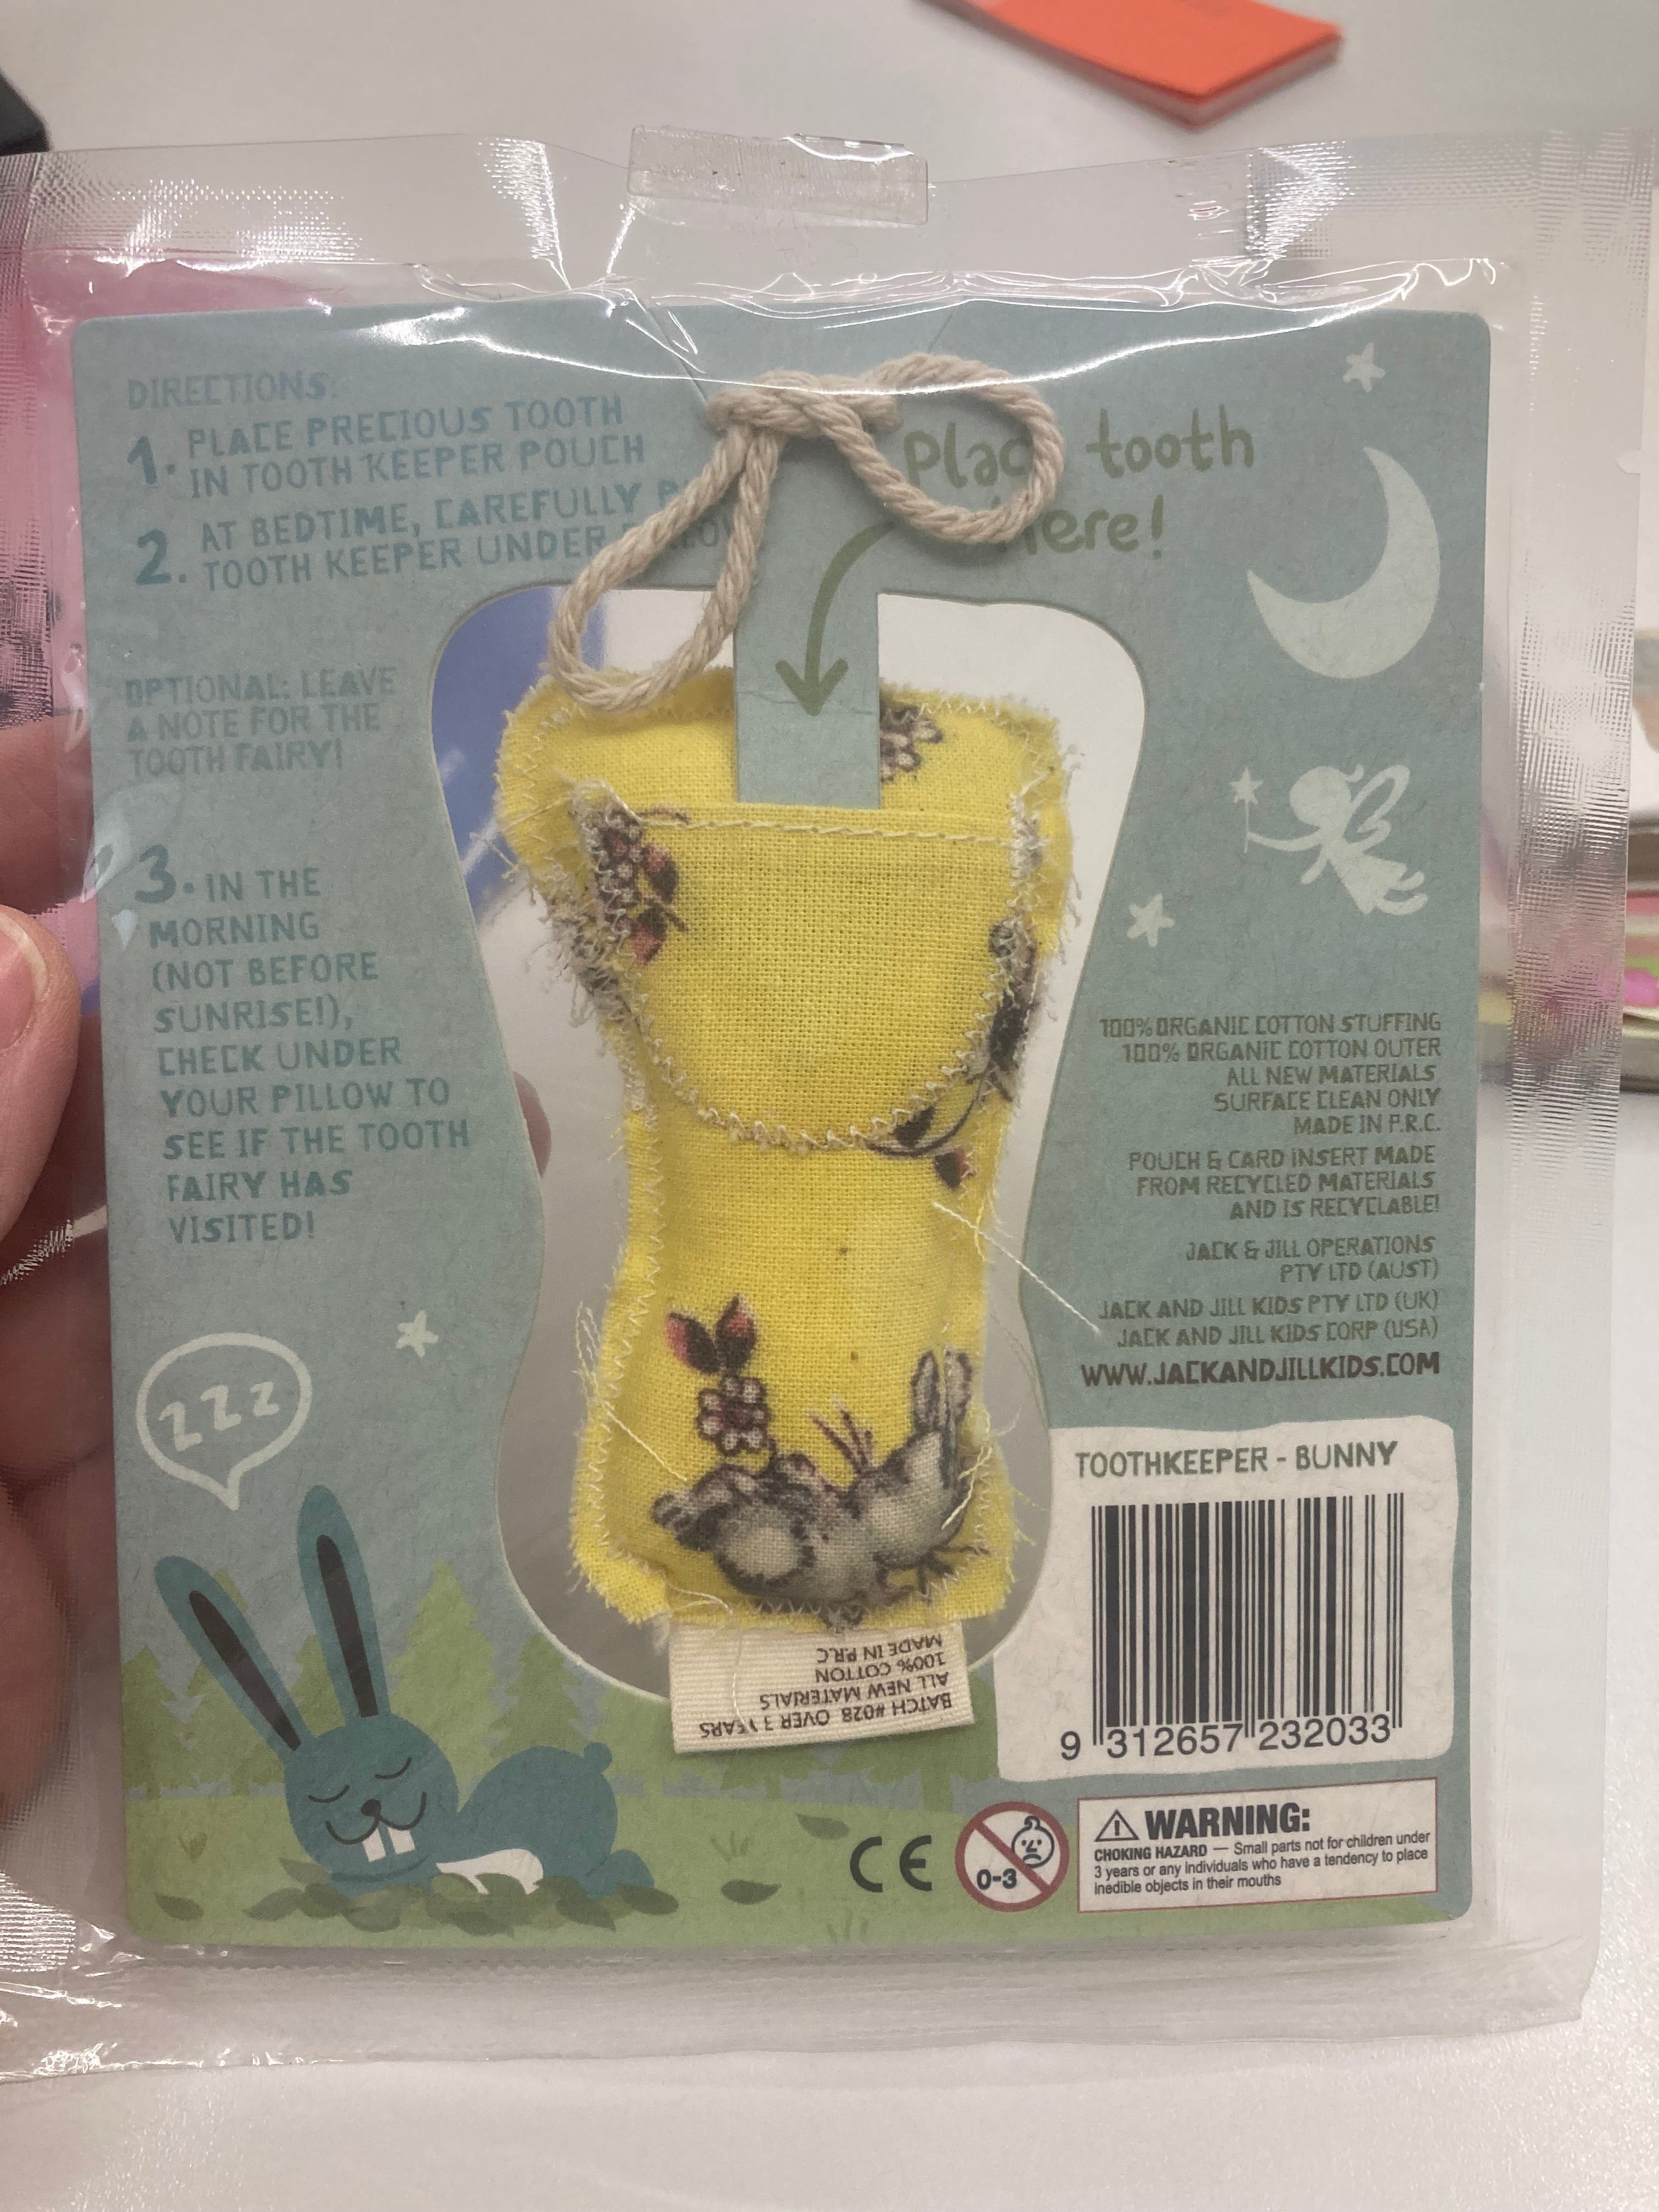 DIRECTIONS:
1. PLACE PRECIOUS TOOTH
IN TOOTH KEEPER POUCH
2. AT BEDTIME, CAREFULLY
TOOTH KEEPER UNDER
OPTIONAL: LEAVE
A NOTE FOR THE
TOOTH FAIRY!
3. IN THE
MORNING
(NOT BEFORE
SUNRISE!),
CHECK UNDER
YOUR PILLOW TO
SEE IF THE TOOTH
FAIRY HAS
VISITED!
Place tooth
here!
ZZZ
100% ORGANIC COTTON STUFFING
100% ORGANIC COTTON OUTER
ALL NEW MATERIALS
SURFACE CLEAN ONLY
MADE IN P.R.C.
POUCH & CARD INSERT MADE
FROM RECYCLED MATERIALS
AND IS RECYCLABLE!
JACK & JILL OPERATIONS
PTY LTD (AUST)
JACK AND JILL KIDS PTY LTD (UK)
JACK AND JILL KIDS CORP (USA)
WWW.JACKANDJILLKIDS.COM
TOOTHKEEPER - BUNNY
9 312657 232033
BATCH #028 OVER 3 YEARS
ALL NEW MATERIALS
100% COTTON
MADE IN P.R.C
CE
0-3
WARNING:
CHOKING HAZARD — Small parts not for children under
3 years or any individuals who have a tendency to place
inedible objects in their mouths